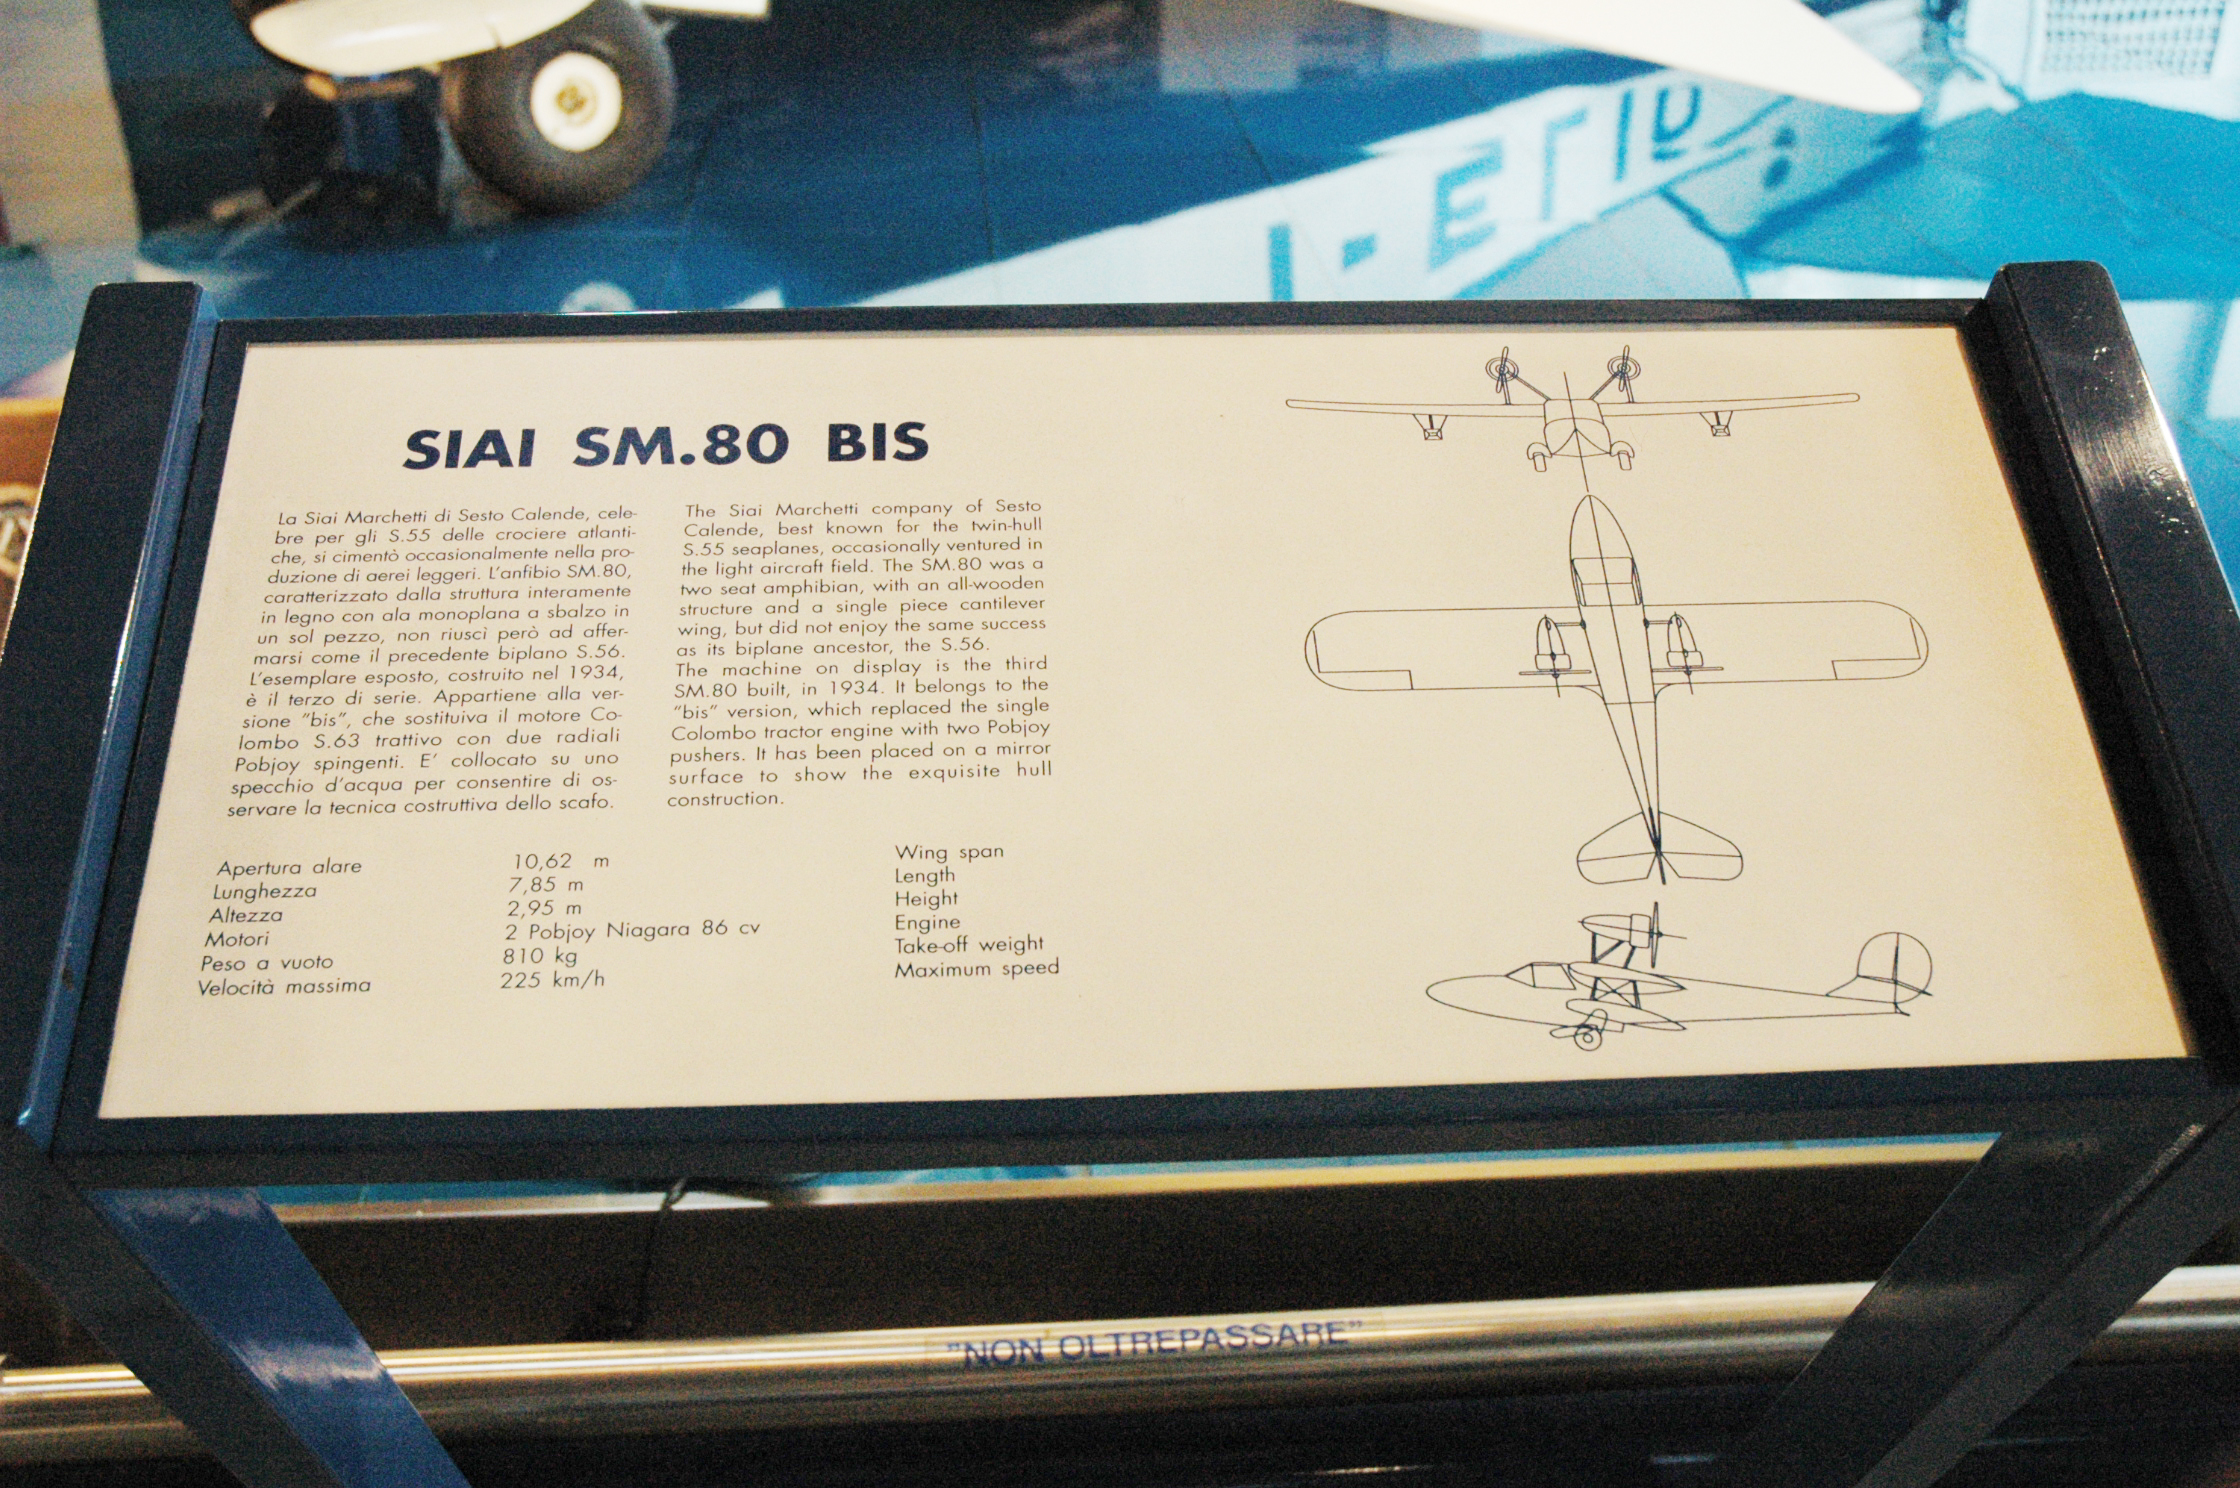 I-ETIU
SIAI SM.80 BIS
La Siai Marchetti di Sesto Calende, cele-
bre per gli S.55 delle crociere atlanti-
che, si cimentò occasionalmente nella pro-
duzione di aerei leggeri. L'anfibio SM.80,
caratterizzato dalla struttura interamente
in legno con ala monoplana a sbalzo in
un sol pezzo, non riuscì però ad affer-
marsi come il precedente biplano S.56.
L'esemplare esposto, costruito nel 1934,
è il terzo di serie. Appartiene alla ver-
sione "bis", che sostituiva il motore Co-
lombo S.63 trattivo con due radiali
Pobjoy spingenti. E' collocato su uno
specchio d'acqua per consentire di os-
servare la tecnica costruttiva dello scafo.
The Siai Marchetti company of Sesto
Calende, best known for the twin-hull
S.55 seaplanes, occasionally ventured in
the light aircraft field. The SM.80 was a
two seat amphibian, with an all-wooden
structure and a single piece cantilever
wing, but did not enjoy the same success
as its biplane ancestor, the S.56.
The machine on display is the third
SM.80 built, in 1934. It belongs to the
"bis" version, which replaced the single
Colombo tractor engine with two Pobjoy
pushers. It has been placed on a mirror
surface to show the exquisite hull
construction.
Apertura alare 10,62 m Wing span
Lunghezza 7,85 m Length
Altezza 2,95 m Height
Motori 2 Pobjoy Niagara 86 cv Engine
Peso a vuoto 810 kg Take-off weight
Velocità massima 225 km/h Maximum speed
"NON OLTREPASSARE"